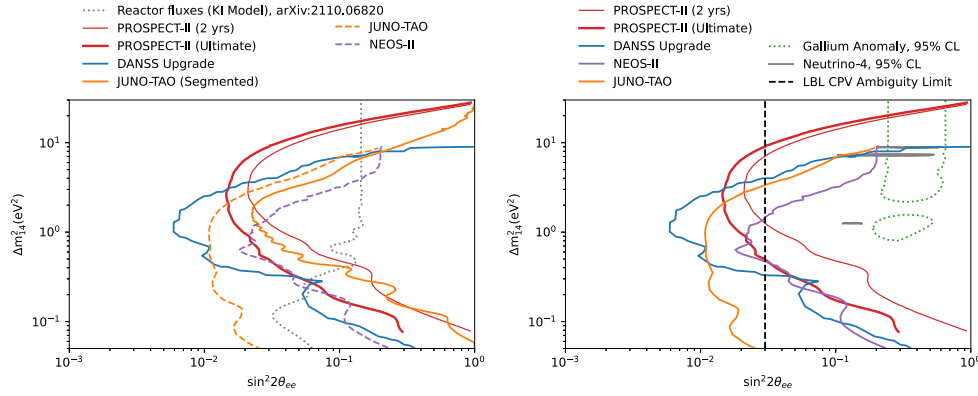 Reactor fluxes (KI Model), arXiv:2110.06820
PROSPECT-II (2 yrs)
PROSPECT-II (Ultimate)
DANSS Upgrade
JUNO-TAO (Segmented)
JUNO-TAO
NEOS-II
10¹
10⁰
10⁻¹
Δm²₁₄(eV²)
10⁻³
10⁻²
10⁻¹
10⁰
sin²2θₑₑ
PROSPECT-II (2 yrs)
PROSPECT-II (Ultimate)
DANSS Upgrade
NEOS-II
JUNO-TAO
Gallium Anomaly, 95% CL
Neutrino-4, 95% CL
LBL CPV Ambiguity Limit
10¹
10⁰
10⁻¹
Δm²₁₄(eV²)
10⁻³
10⁻²
10⁻¹
10⁰
sin²2θₑₑ